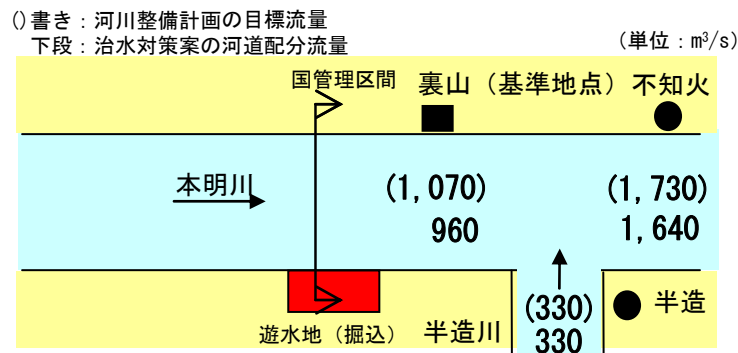 ()書き：河川整備計画の目標流量
下段：治水対策案の河道配分流量
（単位：m³/s）
国管理区間 裏山（基準地点） 不知火
本明川
(1,070) (1,730)
960 1,640
(330)
330
半造
遊水地（掘込） 半造川